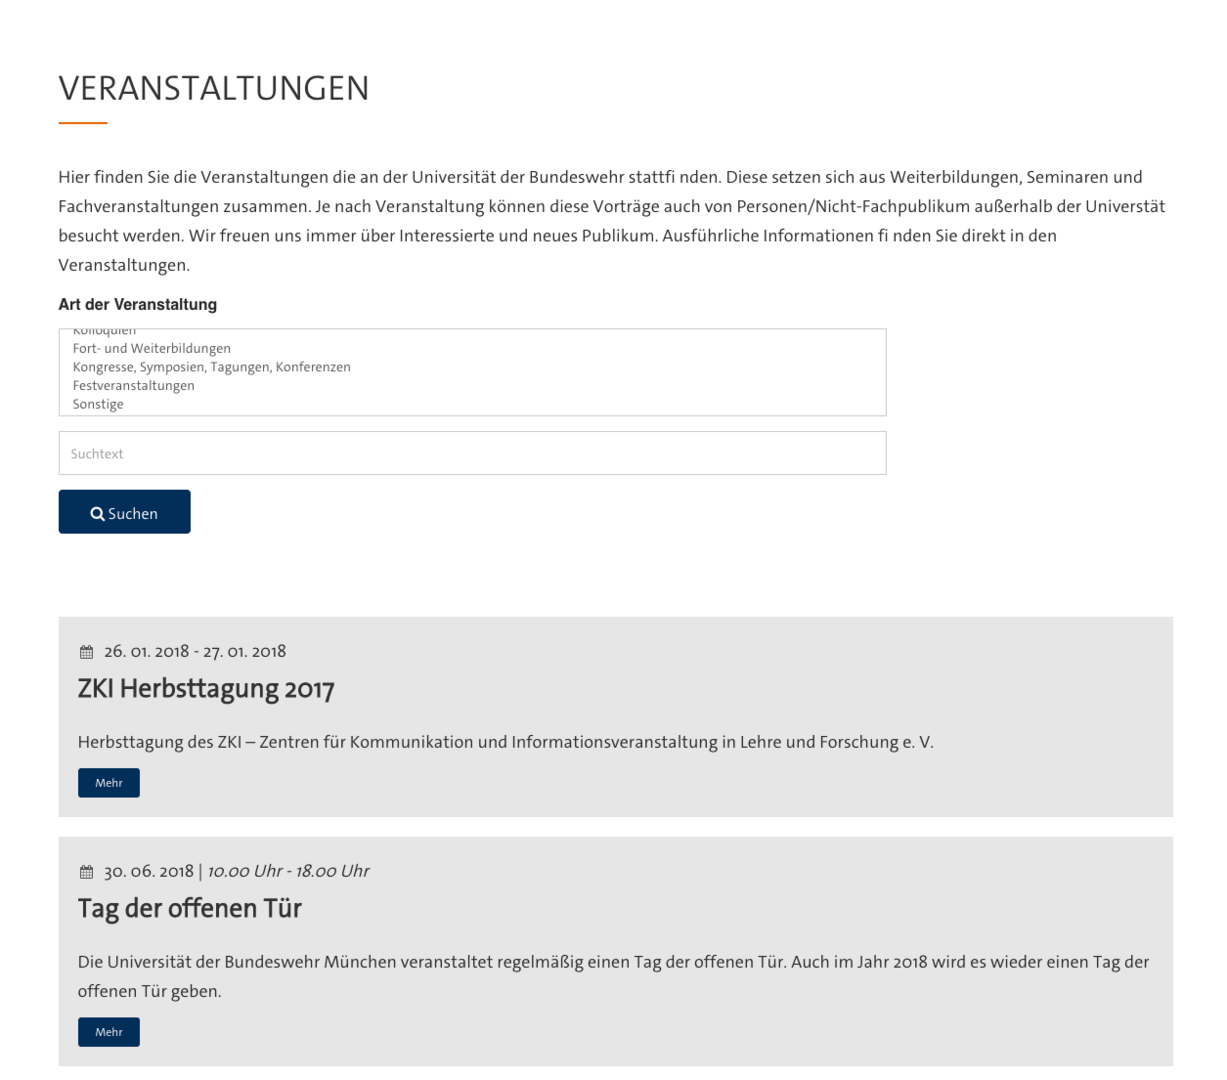 VERANSTALTUNGEN
Hier finden Sie die Veranstaltungen die an der Universität der Bundeswehr stattfi nden. Diese setzen sich aus Weiterbildungen, Seminaren und
Fachveranstaltungen zusammen. Je nach Veranstaltung können diese Vorträge auch von Personen/Nicht-Fachpublikum außerhalb der Universtät
besucht werden. Wir freuen uns immer über Interessierte und neues Publikum. Ausführliche Informationen fi nden Sie direkt in den
Veranstaltungen.
Art der Veranstaltung
Kolloquien
Fort- und Weiterbildungen
Kongresse, Symposien, Tagungen, Konferenzen
Festveranstaltungen
Sonstige
Suchtext
Suchen
26. 01. 2018 - 27. 01. 2018
ZKI Herbsttagung 2017
Herbsttagung des ZKI – Zentren für Kommunikation und Informationsveranstaltung in Lehre und Forschung e. V.
Mehr
30. 06. 2018 | 10.00 Uhr - 18.00 Uhr
Tag der offenen Tür
Die Universität der Bundeswehr München veranstaltet regelmäßig einen Tag der offenen Tür. Auch im Jahr 2018 wird es wieder einen Tag der
offenen Tür geben.
Mehr